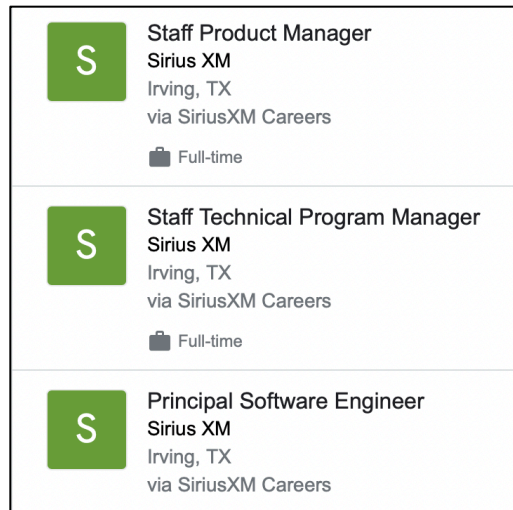 S
Staff Product Manager
Sirius XM
Irving, TX
via SiriusXM Careers
Full-time
S
Staff Technical Program Manager
Sirius XM
Irving, TX
via SiriusXM Careers
Full-time
S
Principal Software Engineer
Sirius XM
Irving, TX
via SiriusXM Careers